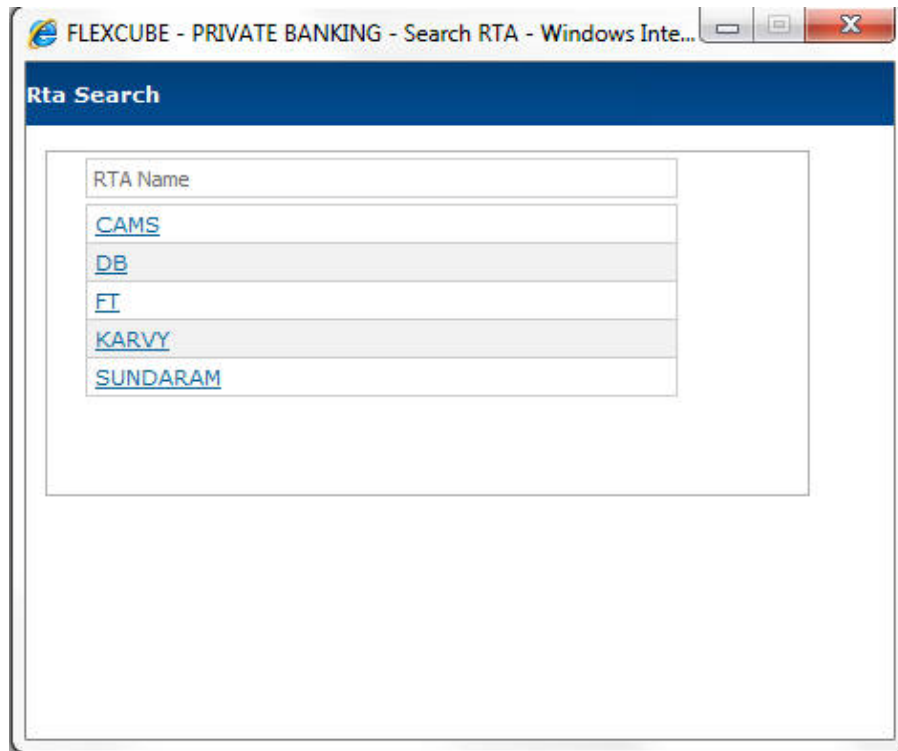 FLEXCUBE - PRIVATE BANKING - Search RTA - Windows Inte...
Rta Search
RTA Name
CAMS
DB
FT
KARVY
SUNDARAM